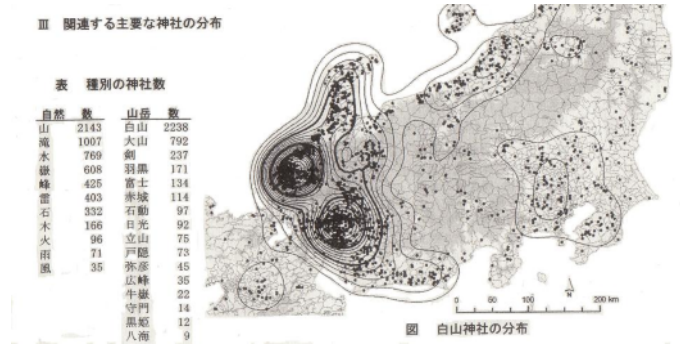 III 関連する主要な神社の分布
表 種別の神社数
自然 数 山岳 数
山 2143 白山 2238
滝 1007 大山 792
水 769 剣 237
嶽 608 羽黒 171
峰 425 富士 134
雷 403 赤城 114
石 332 石動 97
木 166 日光 92
火 96 立山 75
雨 71 戸隠 73
風 35 弥彦 45
広峰 35
牛嶽 22
守門 14
黒姫 12
八海 9
N
0 100 200 km
図 白山神社の分布